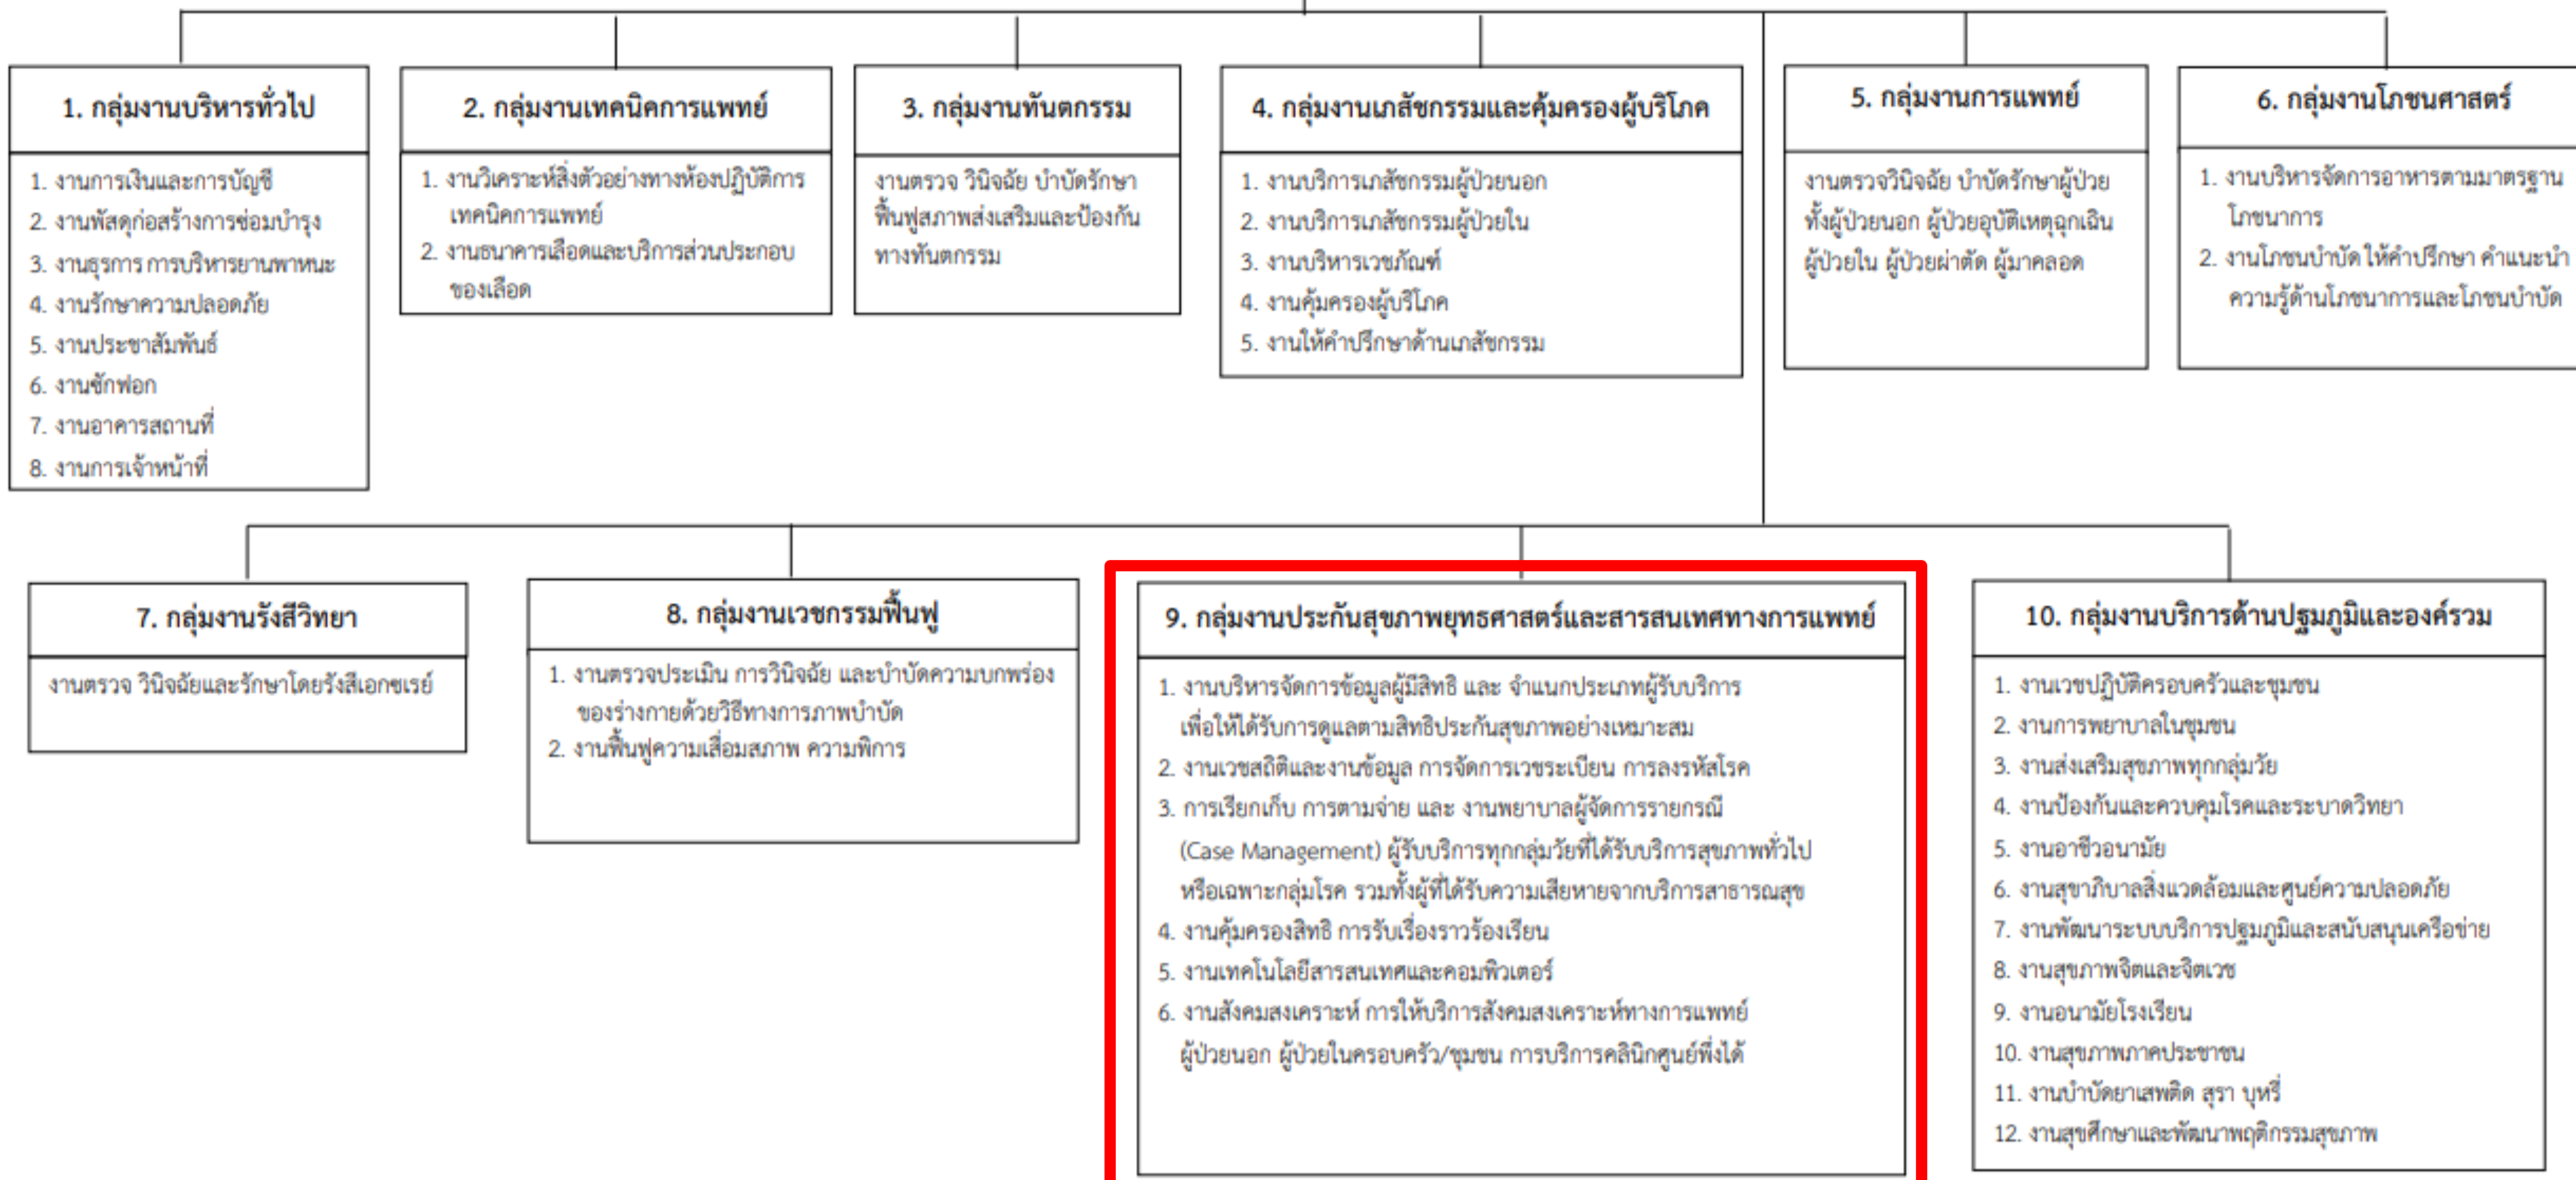 1. กลุ่มงานบริหารทั่วไป
1. งานการเงินและการบัญชี
2. งานพัสดุก่อสร้างการซ่อมบำรุง
3. งานธุรการ การบริหารยานพาหนะ
4. งานรักษาความปลอดภัย
5. งานประชาสัมพันธ์
6. งานซักฟอก
7. งานอาคารสถานที่
8. งานการเจ้าหน้าที่
2. กลุ่มงานเทคนิคการแพทย์
1. งานวิเคราะห์สิ่งตัวอย่างทางห้องปฏิบัติการ
เทคนิคการแพทย์
2. งานธนาคารเลือดและบริการส่วนประกอบ
ของเลือด
3. กลุ่มงานทันตกรรม
งานตรวจ วินิจฉัย บำบัดรักษา
ฟื้นฟูสภาพส่งเสริมและป้องกัน
ทางทันตกรรม
4. กลุ่มงานเภสัชกรรมและคุ้มครองผู้บริโภค
1. งานบริการเภสัชกรรมผู้ป่วยนอก
2. งานบริการเภสัชกรรมผู้ป่วยใน
3. งานบริหารเวชภัณฑ์
4. งานคุ้มครองผู้บริโภค
5. งานให้คำปรึกษาด้านเภสัชกรรม
5. กลุ่มงานการแพทย์
งานตรวจวินิจฉัย บำบัดรักษาผู้ป่วย
ทั้งผู้ป่วยนอก ผู้ป่วยอุบัติเหตุฉุกเฉิน
ผู้ป่วยใน ผู้ป่วยผ่าตัด ผู้มาคลอด
6. กลุ่มงานโภชนศาสตร์
1. งานบริหารจัดการอาหารตามมาตรฐาน
โภชนาการ
2. งานโภชนบำบัด ให้คำปรึกษา คำแนะนำ
ความรู้ด้านโภชนาการและโภชนบำบัด
7. กลุ่มงานรังสีวิทยา
งานตรวจ วินิจฉัยและรักษาโดยรังสีเอกซเรย์
8. กลุ่มงานเวชกรรมฟื้นฟู
1. งานตรวจประเมิน การวินิจฉัย และบำบัดความบกพร่อง
ของร่างกายด้วยวิธีทางการภาพบำบัด
2. งานฟื้นฟูความเสื่อมสภาพ ความพิการ
9. กลุ่มงานประกันสุขภาพยุทธศาสตร์และสารสนเทศทางการแพทย์
1. งานบริหารจัดการข้อมูลผู้มีสิทธิ และ จำแนกประเภทผู้รับบริการ
เพื่อให้ได้รับการดูแลตามสิทธิประกันสุขภาพอย่างเหมาะสม
2. งานเวชสถิติและงานข้อมูล การจัดการเวชระเบียน การลงรหัสโรค
3. การเรียกเก็บ การตามจ่าย และ งานพยาบาลผู้จัดการรายกรณี
(Case Management) ผู้รับบริการทุกกลุ่มวัยที่ได้รับบริการสุขภาพทั่วไป
หรือเฉพาะกลุ่มโรค รวมทั้งผู้ที่ได้รับความเสียหายจากบริการสาธารณสุข
4. งานคุ้มครองสิทธิ การรับเรื่องราวร้องเรียน
5. งานเทคโนโลยีสารสนเทศและคอมพิวเตอร์
6. งานสังคมสงเคราะห์ การให้บริการสังคมสงเคราะห์ทางการแพทย์
ผู้ป่วยนอก ผู้ป่วยในครอบครัว/ชุมชน การบริการคลินิกศูนย์พึ่งได้
10. กลุ่มงานบริการด้านปฐมภูมิและองค์รวม
1. งานเวชปฏิบัติครอบครัวและชุมชน
2. งานการพยาบาลในชุมชน
3. งานส่งเสริมสุขภาพทุกกลุ่มวัย
4. งานป้องกันและควบคุมโรคและระบาดวิทยา
5. งานอาชีวอนามัย
6. งานสุขาภิบาลสิ่งแวดล้อมและศูนย์ความปลอดภัย
7. งานพัฒนาระบบบริการปฐมภูมิและสนับสนุนเครือข่าย
8. งานสุขภาพจิตและจิตเวช
9. งานอนามัยโรงเรียน
10. งานสุขภาพภาคประชาชน
11. งานบำบัดยาเสพติด สุรา บุหรี่
12. งานสุขศึกษาและพัฒนาพฤติกรรมสุขภาพ